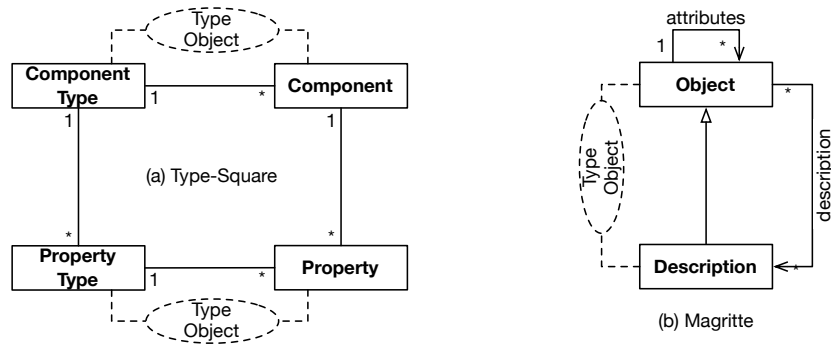 Type
Object
Component
Type
1
*
Component
1
1
(a) Type-Square
*
*
Property
Type
1
*
Property
Type
Object
attributes
1
*
Object
*
Type
Object
description
Description
*
(b) Magritte